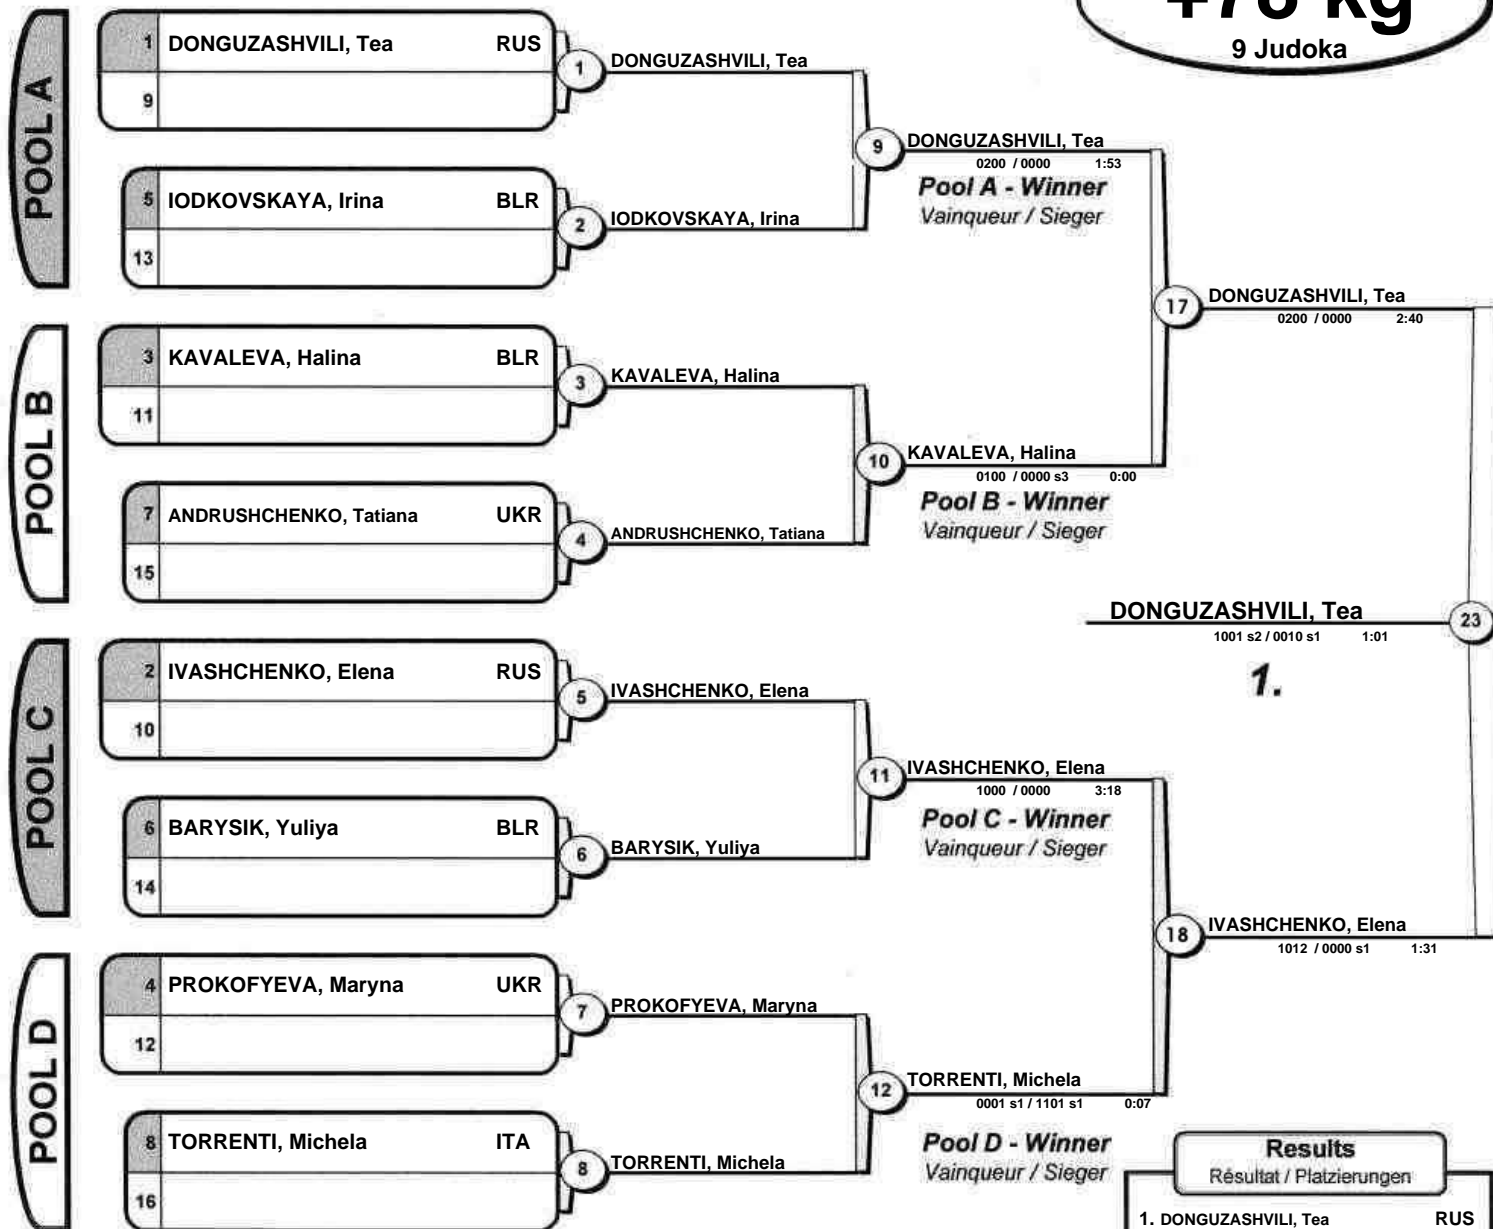 +78 kg
9 Judoka
POOL A
1 DONGUZASHVILI, Tea RUS
9
1 DONGUZASHVILI, Tea
5 IODKOVSKAYA, Irina BLR
13
2 IODKOVSKAYA, Irina
9 DONGUZASHVILI, Tea
0200 / 0000 1:53
Pool A - Winner
Vainqueur / Sieger
POOL B
3 KAVALEVA, Halina BLR
11
3 KAVALEVA, Halina
7 ANDRUSHCHENKO, Tatiana UKR
15
4 ANDRUSHCHENKO, Tatiana
10 KAVALEVA, Halina
0100 / 0000 s3 0:00
Pool B - Winner
Vainqueur / Sieger
17 DONGUZASHVILI, Tea
0200 / 0000 2:40
DONGUZASHVILI, Tea 23
1001 s2 / 0010 s1 1:01
1.
POOL C
2 IVASHCHENKO, Elena RUS
10
5 IVASHCHENKO, Elena
6 BARYSIK, Yuliya BLR
14
6 BARYSIK, Yuliya
11 IVASHCHENKO, Elena
1000 / 0000 3:18
Pool C - Winner
Vainqueur / Sieger
18 IVASHCHENKO, Elena
1012 / 0000 s1 1:31
POOL D
4 PROKOFYEVA, Maryna UKR
12
7 PROKOFYEVA, Maryna
8 TORRENTI, Michela ITA
16
8 TORRENTI, Michela
12 TORRENTI, Michela
0001 s1 / 1101 s1 0:07
Pool D - Winner
Vainqueur / Sieger
Results
Résultat / Platzierungen
1. DONGUZASHVILI, Tea RUS